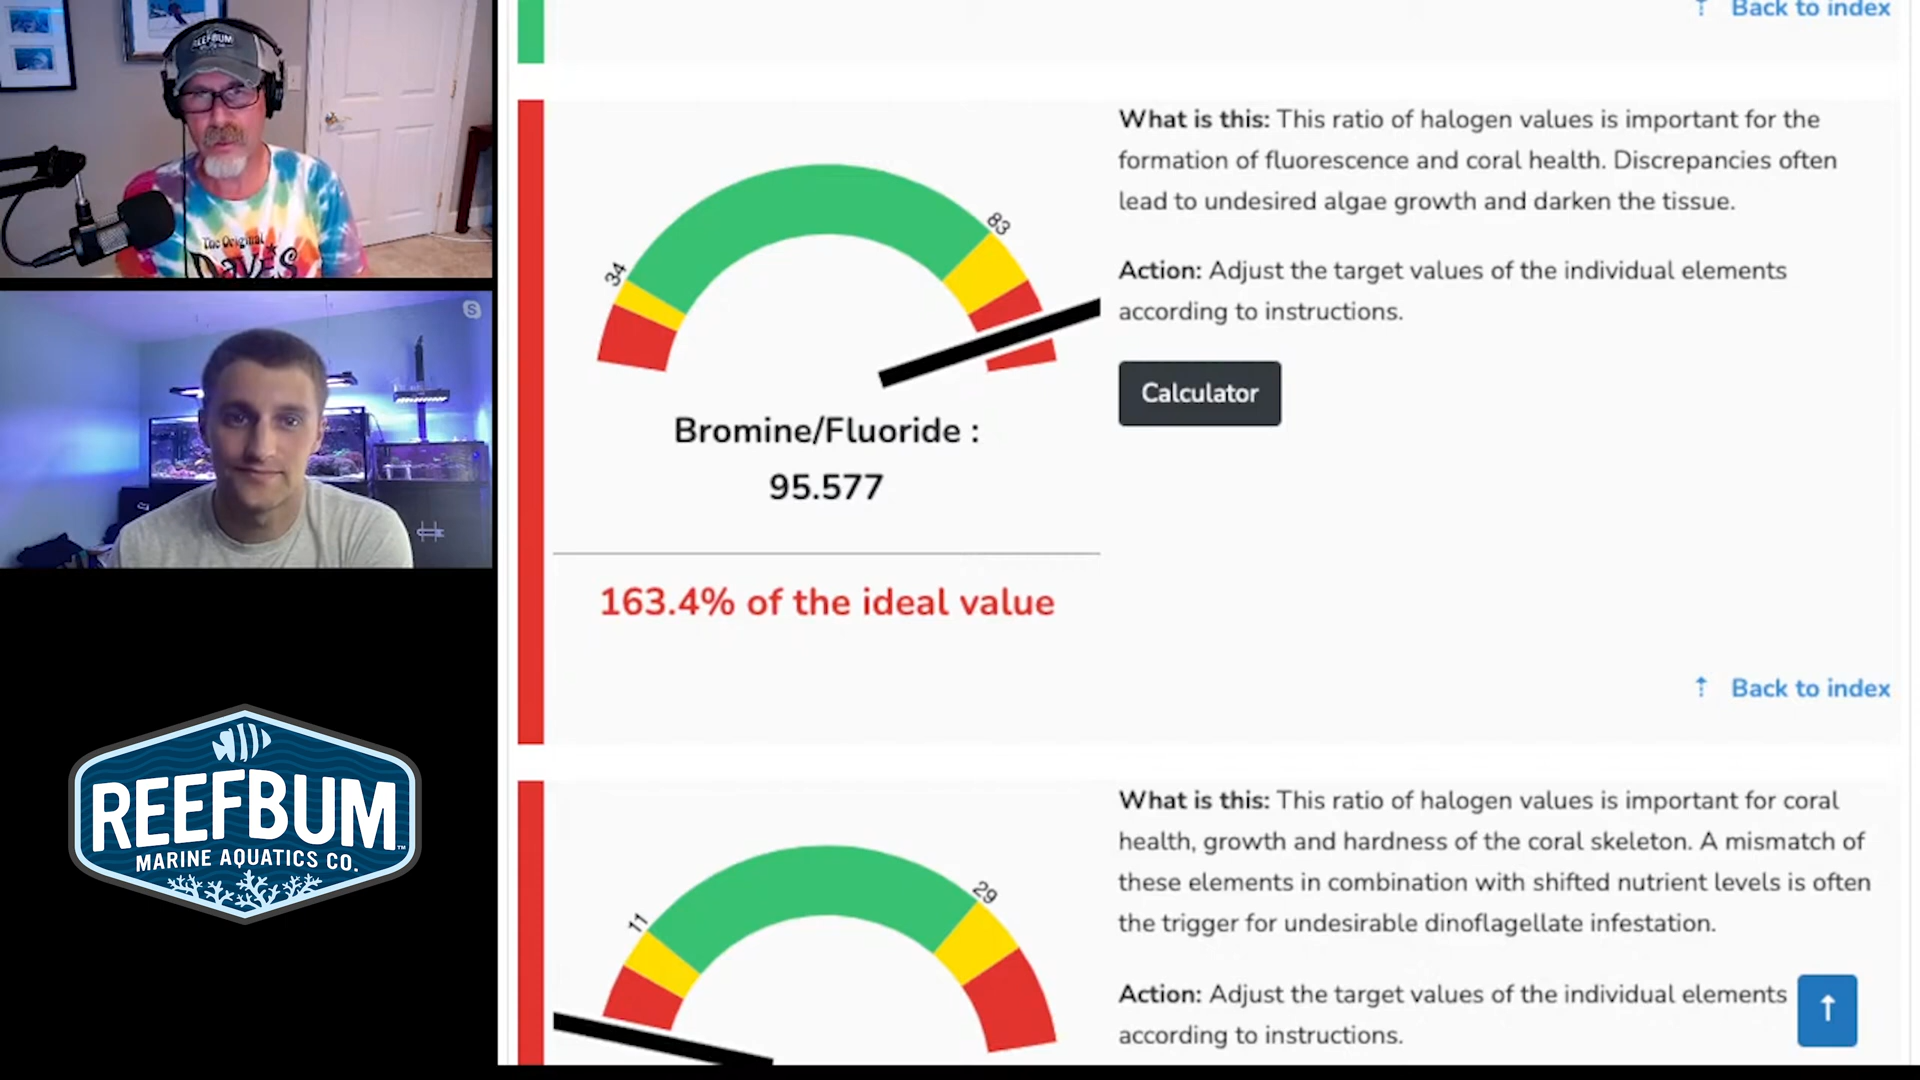 REEFBUM
The Original
DAVE'S
REEFBUM
MARINE AQUATICS CO.
TM
↑ Back to index
34
83
Bromine/Fluoride :
95.577
163.4% of the ideal value
What is this: This ratio of halogen values is important for the
formation of fluorescence and coral health. Discrepancies often
lead to undesired algae growth and darken the tissue.
Action: Adjust the target values of the individual elements
according to instructions.
Calculator
↑ Back to index
11
29
What is this: This ratio of halogen values is important for coral
health, growth and hardness of the coral skeleton. A mismatch of
these elements in combination with shifted nutrient levels is often
the trigger for undesirable dinoflagellate infestation.
Action: Adjust the target values of the individual elements
according to instructions.
↑